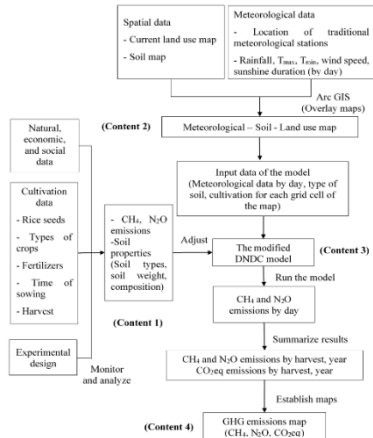 Spatial data
- Current land use map
- Soil map
Meteorological data
- Location of traditional
meteorological stations
- Rainfall, Tmax, Tmin, wind speed,
sunshine duration (by day)
Arc GIS
(Overlay maps)
Natural,
economic,
and social
data
(Content 2)
Meteorological – Soil - Land use map
Input data of the model
(Meteorological data by day, type of
soil, cultivation for each grid cell of
the map)
Cultivation
data
- Rice seeds
- Types of
crops
- Fertilizers
- Time of
sowing
- Harvest
- CH4, N2O
emissions
-Soil
properties
(Soil types,
soil weight,
composition)
Adjust
The modified
DNDC model
(Content 3)
Run the model
(Content 1)
CH4 and N2O
emissions by day
Summarize results
Experimental
design
Monitor
and analyze
CH4 and N2O emissions by harvest, year
CO2eq emissions by harvest, year
Establish maps
(Content 4)
GHG emissions map
(CH4, N2O, CO2eq)